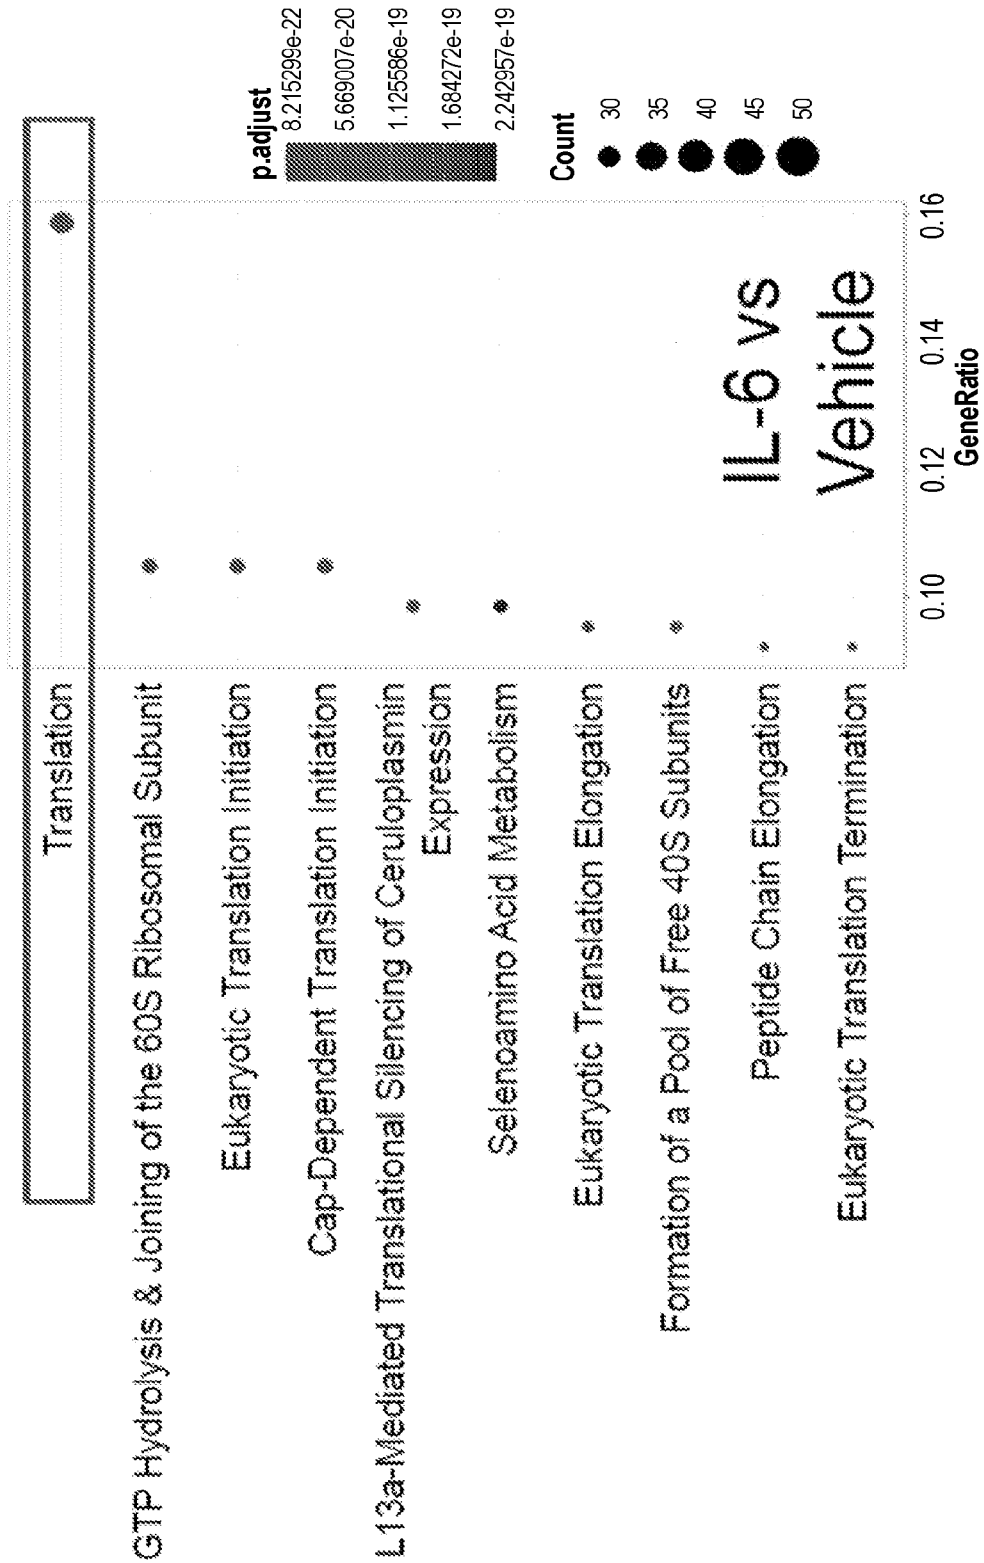 Translation
GTP Hydrolysis & Joining of the 60S Ribosomal Subunit
Eukaryotic Translation Initiation
Cap-Dependent Translation Initiation
L13a-Mediated Translational Silencing of Ceruloplasmin
Expression
Selenoamino Acid Metabolism
Eukaryotic Translation Elongation
Formation of a Pool of Free 40S Subunits
Peptide Chain Elongation
Eukaryotic Translation Termination
IL-6 vs
Vehicle
0.10 0.12 0.14 0.16
GeneRatio
p.adjust
8.215299e-22
5.669007e-20
1.125586e-19
1.684272e-19
2.242957e-19
Count
30
35
40
45
50